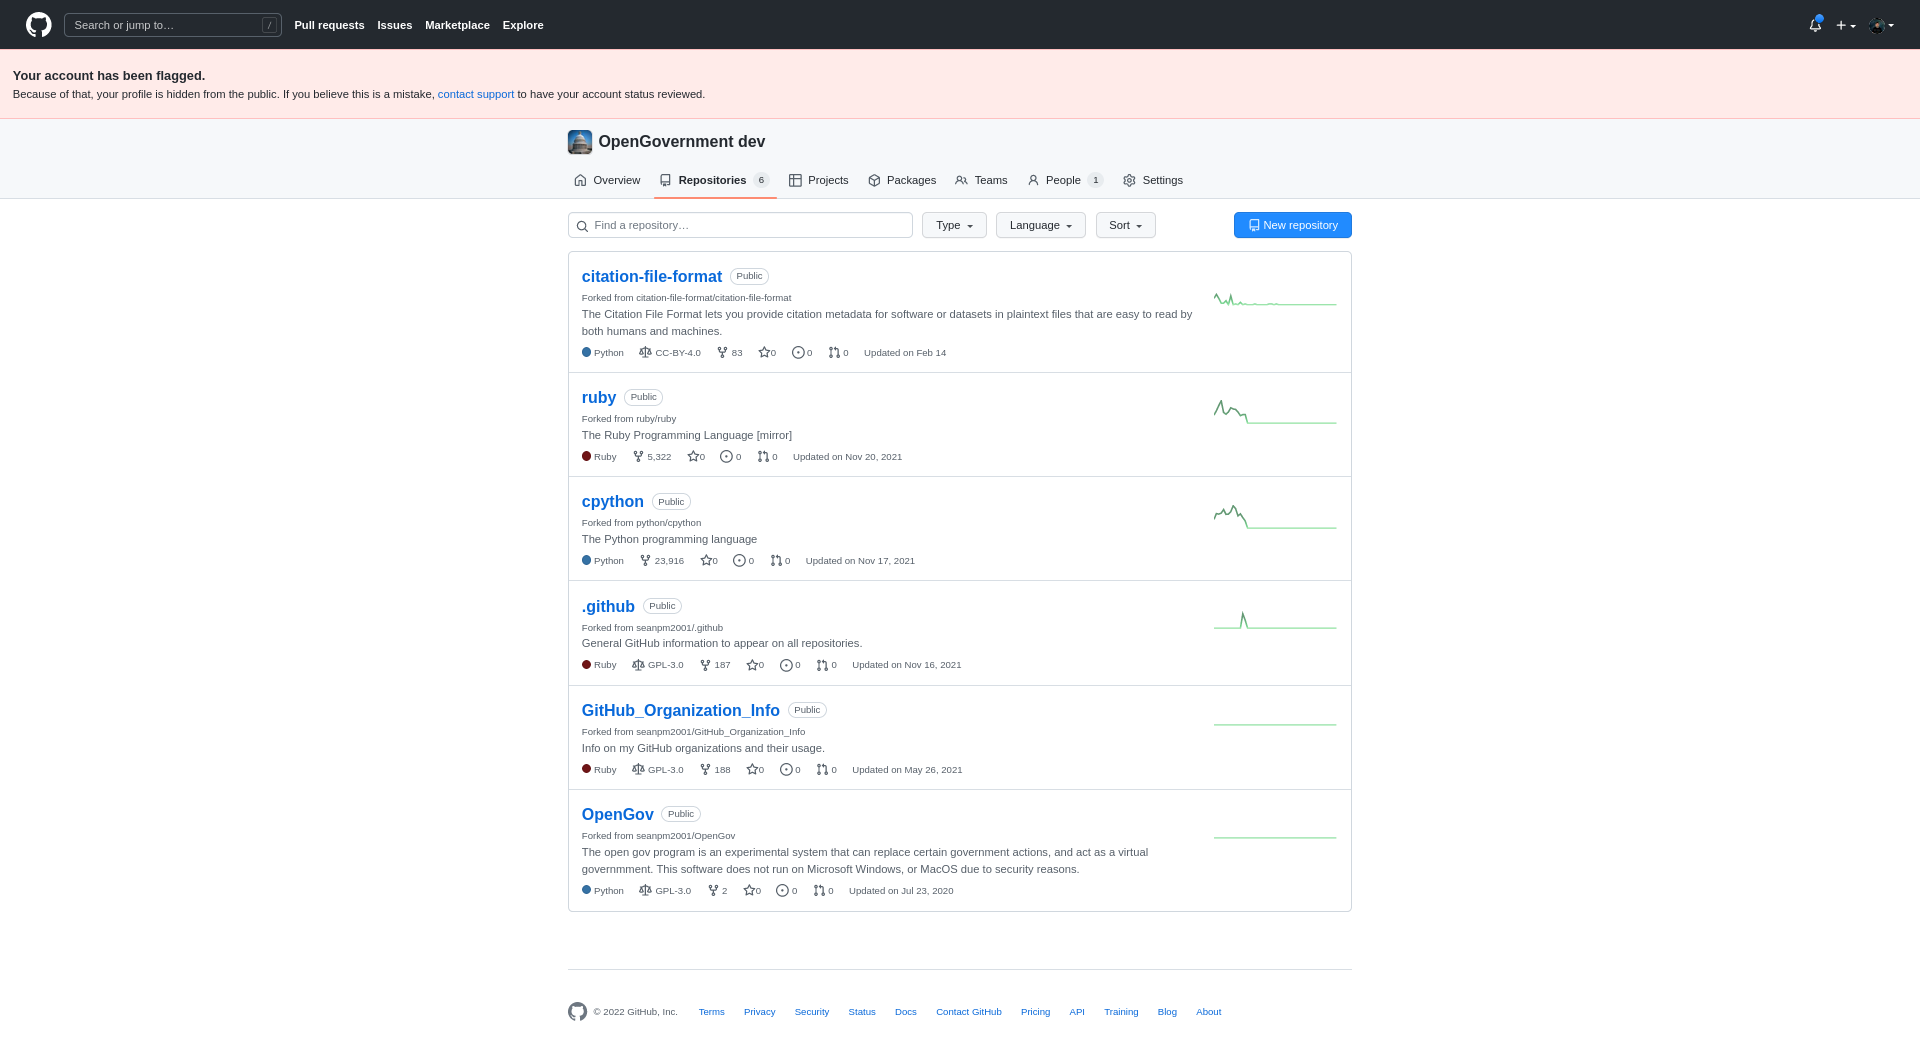 Search or jump to… /
Pull requests Issues Marketplace Explore
Your account has been flagged.
Because of that, your profile is hidden from the public. If you believe this is a mistake, contact support to have your account status reviewed.
OpenGovernment dev
Overview Repositories 6 Projects Packages Teams People 1 Settings
Find a repository… Type Language Sort New repository
citation-file-format Public
Forked from citation-file-format/citation-file-format
The Citation File Format lets you provide citation metadata for software or datasets in plaintext files that are easy to read by
both humans and machines.
Python CC-BY-4.0 83 0 0 0 Updated on Feb 14
ruby Public
Forked from ruby/ruby
The Ruby Programming Language [mirror]
Ruby 5,322 0 0 0 Updated on Nov 20, 2021
cpython Public
Forked from python/cpython
The Python programming language
Python 23,916 0 0 0 Updated on Nov 17, 2021
.github Public
Forked from seanpm2001/.github
General GitHub information to appear on all repositories.
Ruby GPL-3.0 187 0 0 0 Updated on Nov 16, 2021
GitHub_Organization_Info Public
Forked from seanpm2001/GitHub_Organization_Info
Info on my GitHub organizations and their usage.
Ruby GPL-3.0 188 0 0 0 Updated on May 26, 2021
OpenGov Public
Forked from seanpm2001/OpenGov
The open gov program is an experimental system that can replace certain government actions, and act as a virtual
governmment. This software does not run on Microsoft Windows, or MacOS due to security reasons.
Python GPL-3.0 2 0 0 0 Updated on Jul 23, 2020
© 2022 GitHub, Inc. Terms Privacy Security Status Docs Contact GitHub Pricing API Training Blog About